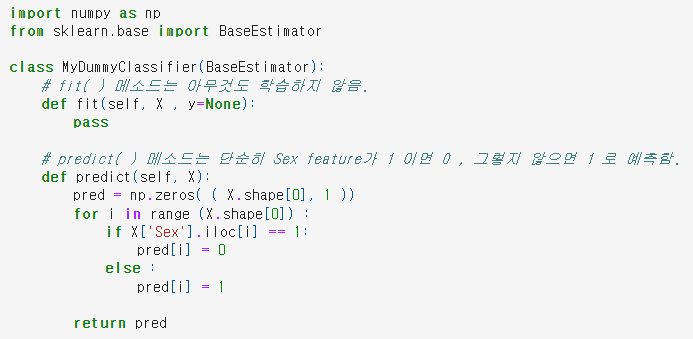 import numpy as np
from sklearn.base import BaseEstimator

class MyDummyClassifier(BaseEstimator):
    # fit( ) 메소드는 아무것도 학습하지 않음.
    def fit(self, X , y=None):
        pass

    # predict( ) 메소드는 단순히 Sex feature가 1 이면 0 , 그렇지 않으면 1 로 예측함.
    def predict(self, X):
        pred = np.zeros( ( X.shape[0], 1 ))
        for i in range (X.shape[0]) :
            if X['Sex'].iloc[i] == 1:
                pred[i] = 0
            else :
                pred[i] = 1

        return pred